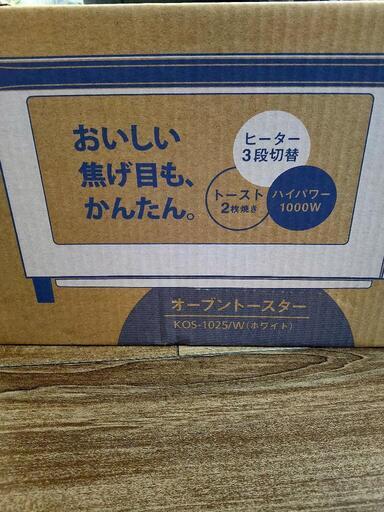 おいしい
焦げ目も、
かんたん。
ヒーター
3段切替
トースト
2枚焼き
ハイパワー
1000W
オーブントースター
KOS-1025/W(ホワイト)